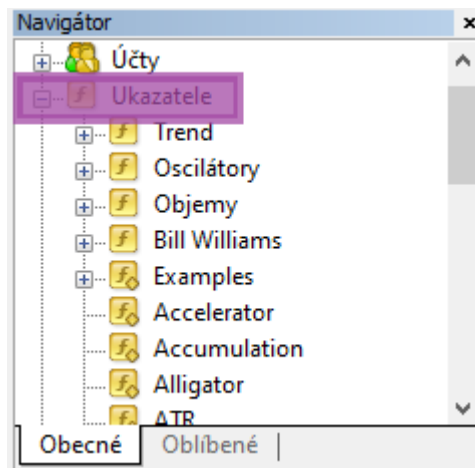 Navigátor
Účty
Ukazatele
Trend
Oscilátory
Objemy
Bill Williams
Examples
Accelerator
Accumulation
Alligator
ATR
Obecné Oblíbené